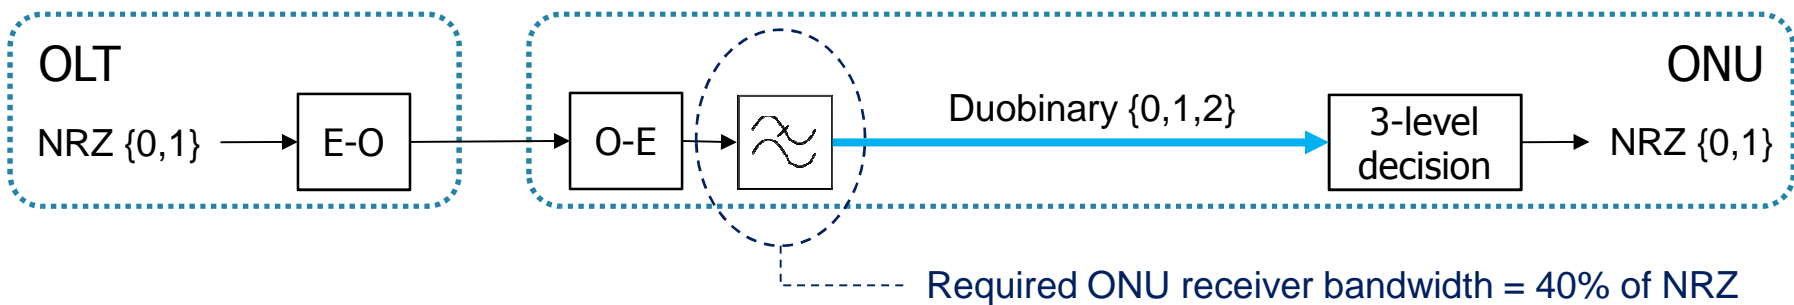 OLT
ONU
NRZ {0,1}
E-O
O-E
Duobinary {0,1,2}
3-level
decision
NRZ {0,1}
Required ONU receiver bandwidth = 40% of NRZ